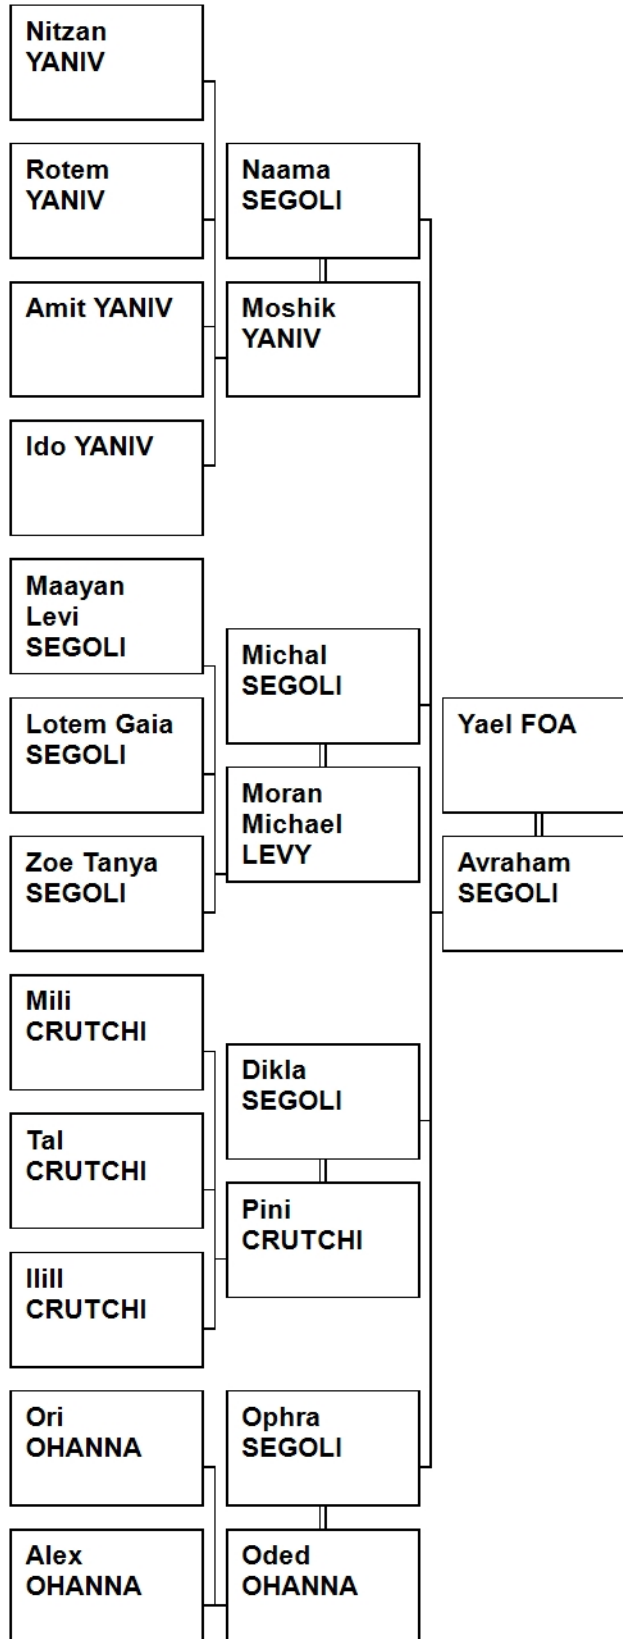 Nitzan
YANIV
Rotem
YANIV
Amit YANIV
Ido YANIV
Maayan
Levi
SEGOLI
Lotem Gaia
SEGOLI
Zoe Tanya
SEGOLI
Mili
CRUTCHI
Tal
CRUTCHI
Ilill
CRUTCHI
Ori
OHANNA
Alex
OHANNA
Naama
SEGOLI
Moshik
YANIV
Michal
SEGOLI
Moran
Michael
LEVY
Dikla
SEGOLI
Pini
CRUTCHI
Ophra
SEGOLI
Oded
OHANNA
Yael FOA
Avraham
SEGOLI